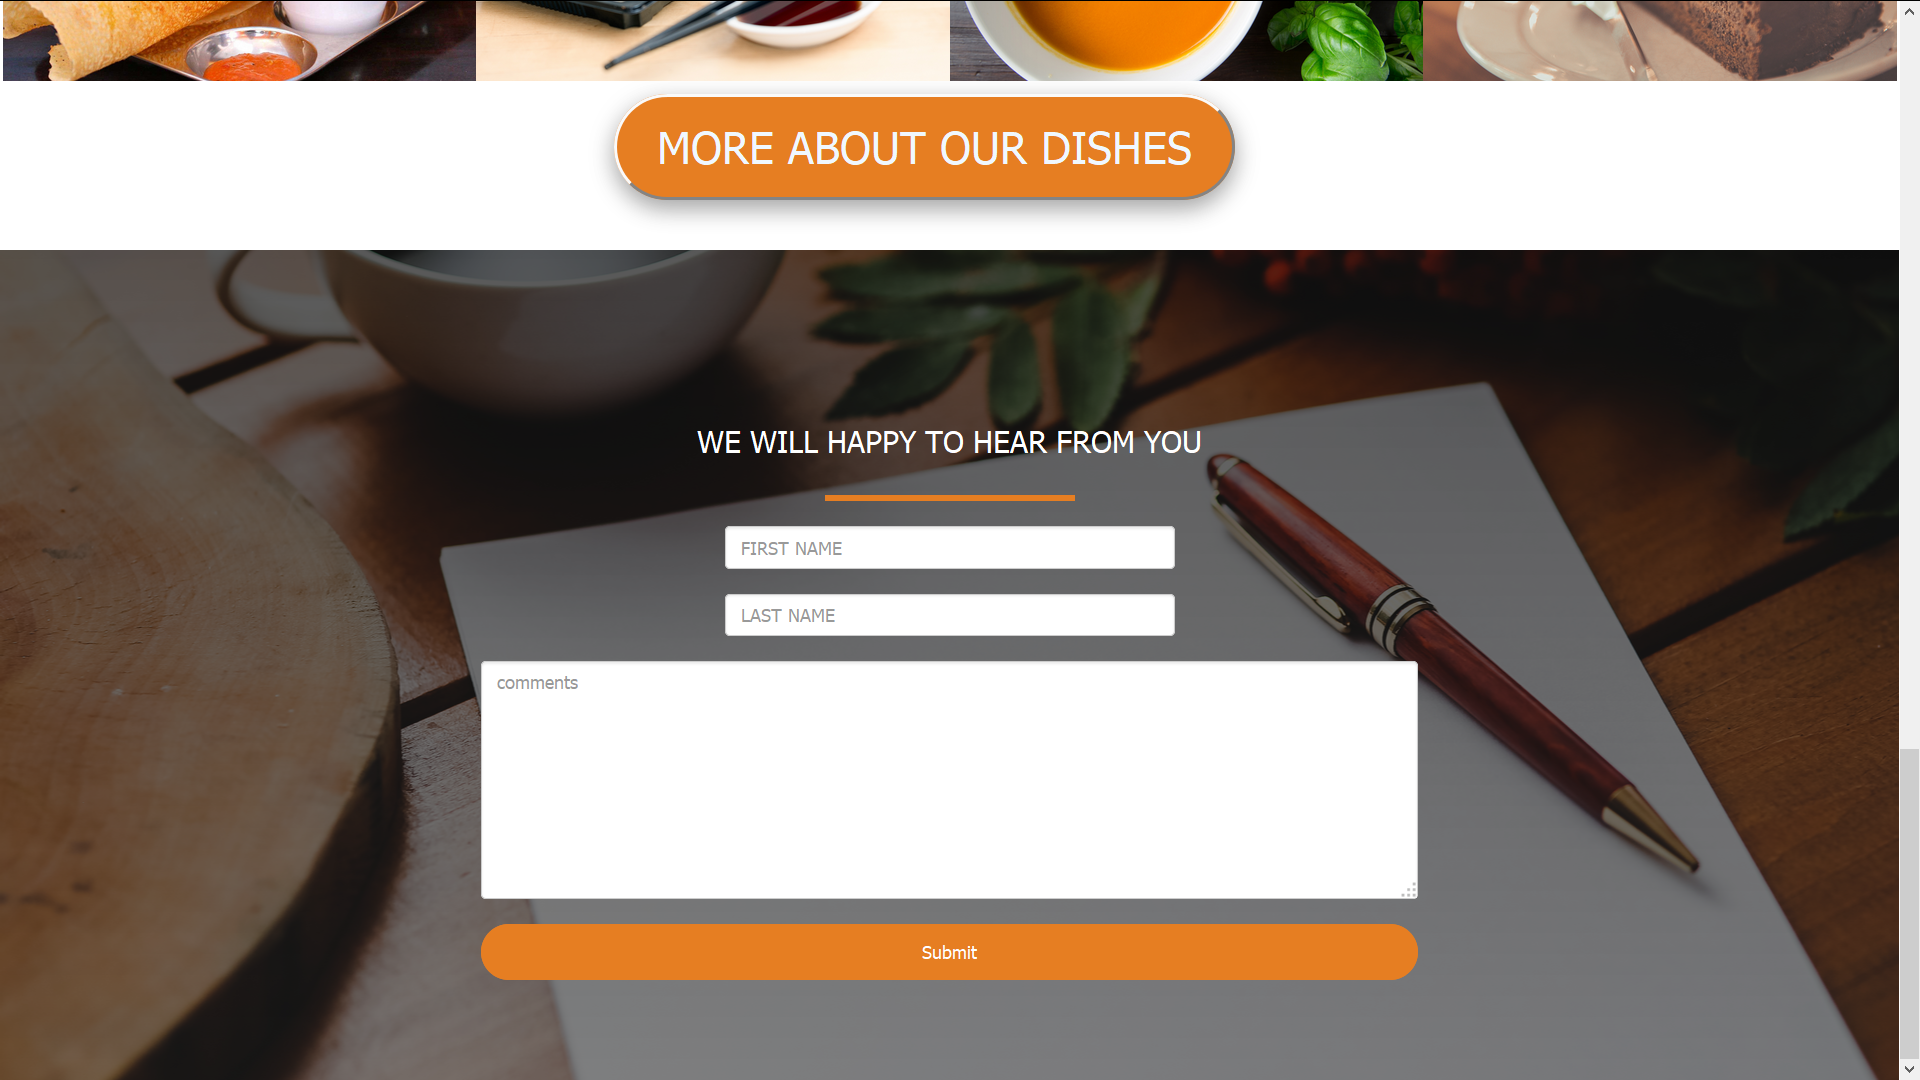 MORE ABOUT OUR DISHES
WE WILL HAPPY TO HEAR FROM YOU
FIRST NAME
LAST NAME
comments
Submit